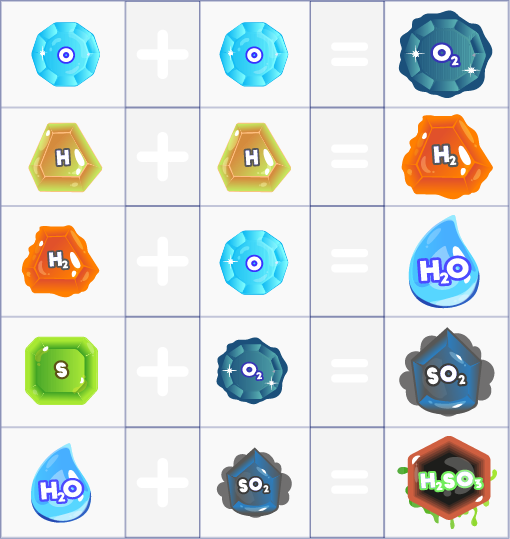 O + O = O₂
H + H = H₂
H₂ + O = H₂O
S + O₂ = SO₂
H₂O + SO₂ = H₂SO₃